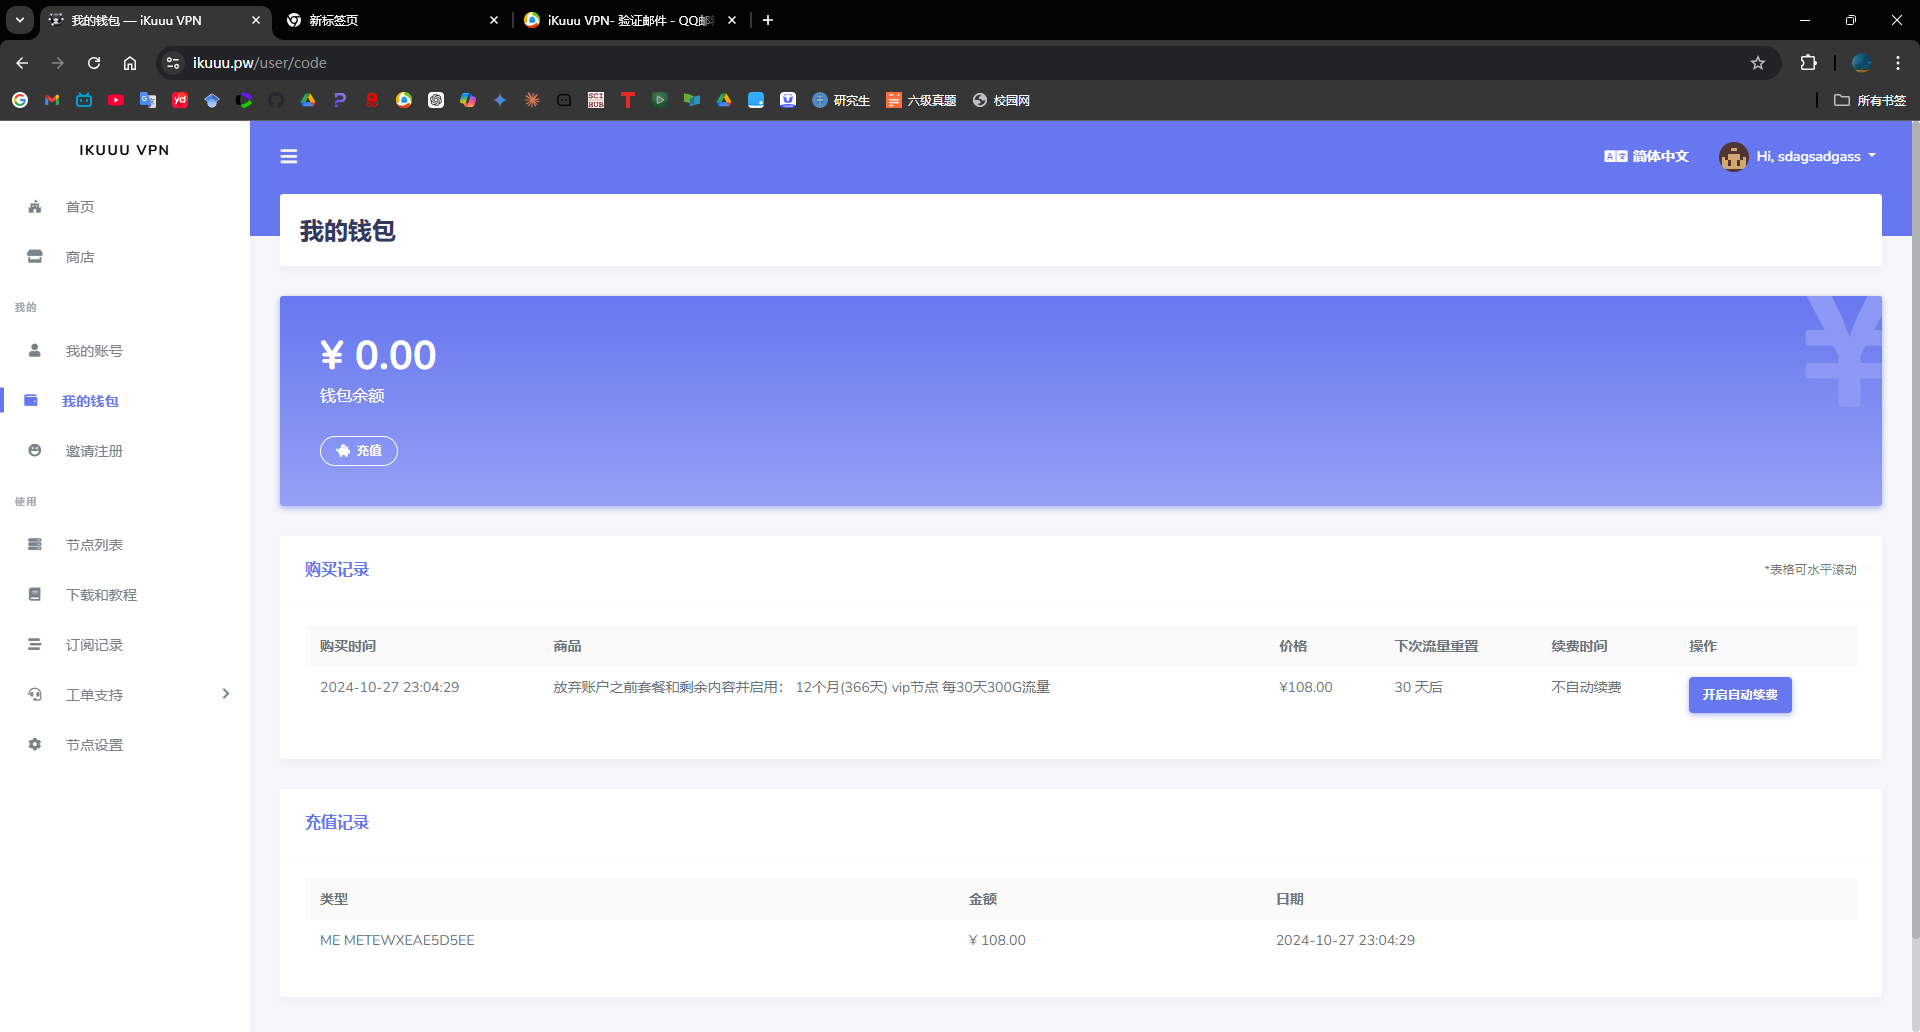 我的钱包 — iKuuu VPN
新标签页
iKuuu VPN- 验证邮件 - QQ邮
ikuuu.pw/user/code
研究生
六级真题
校园网
所有书签
IKUUU VPN
首页
商店
我的
我的账号
我的钱包
邀请注册
使用
节点列表
下载和教程
订阅记录
工单支持
节点设置
简体中文
Hi, sdagsadgass
我的钱包
¥ 0.00
钱包余额
充值
购买记录
*表格可水平滚动
购买时间 商品 价格 下次流量重置 续费时间 操作
2024-10-27 23:04:29 放弃账户之前套餐和剩余内容并启用： 12个月(366天) vip节点 每30天300G流量 ¥108.00 30 天后 不自动续费 开启自动续费
充值记录
类型 金额 日期
ME METEWXEAE5D5EE ¥ 108.00 2024-10-27 23:04:29